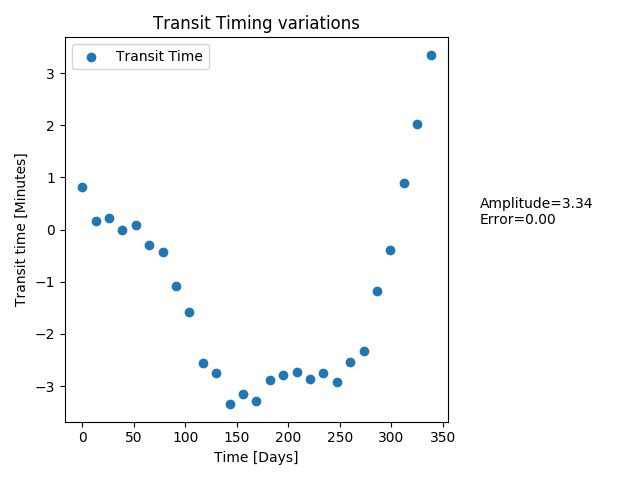 Transit Timing variations
Transit Time
3
2
1
0
−1
−2
−3
Transit time [Minutes]
0 50 100 150 200 250 300 350
Time [Days]
Amplitude=3.34
Error=0.00